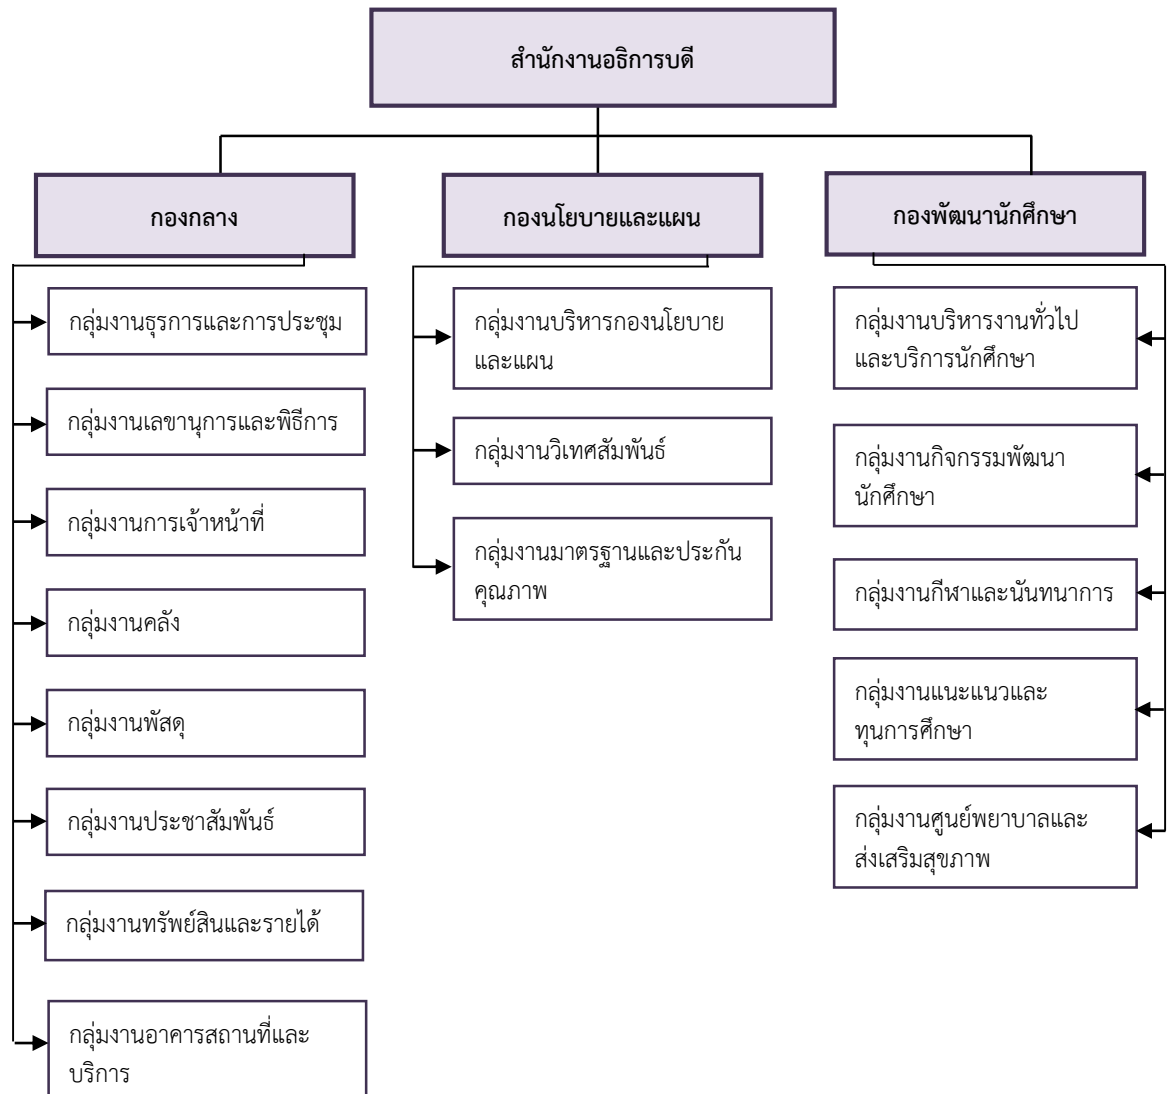 สำนักงานอธิการบดี
กองกลาง
กลุ่มงานธุรการและการประชุม
กลุ่มงานเลขานุการและพิธีการ
กลุ่มงานการเจ้าหน้าที่
กลุ่มงานคลัง
กลุ่มงานพัสดุ
กลุ่มงานประชาสัมพันธ์
กลุ่มงานทรัพย์สินและรายได้
กลุ่มงานอาคารสถานที่และ
บริการ
กองนโยบายและแผน
กลุ่มงานบริหารกองนโยบาย
และแผน
กลุ่มงานวิเทศสัมพันธ์
กลุ่มงานมาตรฐานและประกัน
คุณภาพ
กองพัฒนานักศึกษา
กลุ่มงานบริหารงานทั่วไป
และบริการนักศึกษา
กลุ่มงานกิจกรรมพัฒนา
นักศึกษา
กลุ่มงานกีฬาและนันทนาการ
กลุ่มงานแนะแนวและ
ทุนการศึกษา
กลุ่มงานศูนย์พยาบาลและ
ส่งเสริมสุขภาพ